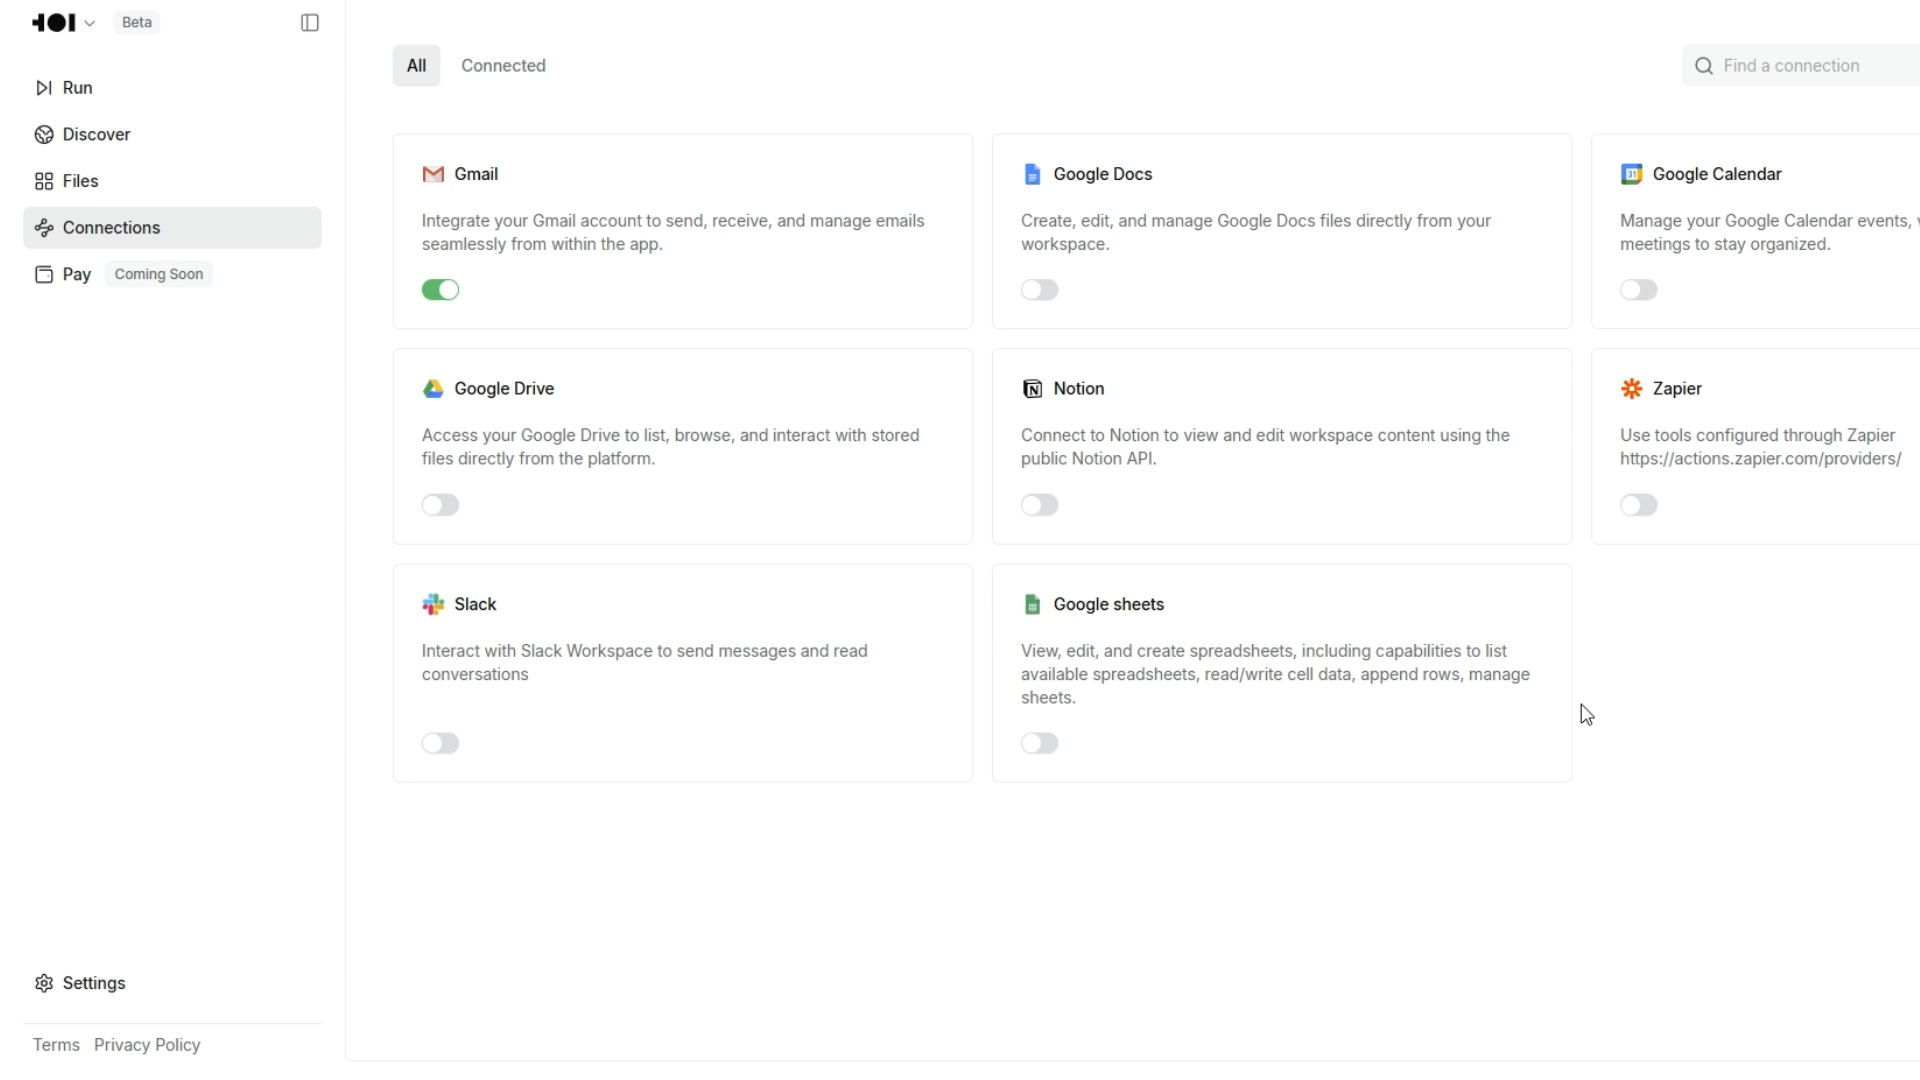 Beta
Run
Discover
Files
Connections
Pay Coming Soon
Settings
Terms Privacy Policy
All Connected
Find a connection
Gmail
Integrate your Gmail account to send, receive, and manage emails
seamlessly from within the app.
Google Docs
Create, edit, and manage Google Docs files directly from your
workspace.
31
Google Calendar
Manage your Google Calendar events,
meetings to stay organized.
Google Drive
Access your Google Drive to list, browse, and interact with stored
files directly from the platform.
Notion
Connect to Notion to view and edit workspace content using the
public Notion API.
Zapier
Use tools configured through Zapier
https://actions.zapier.com/providers/
Slack
Interact with Slack Workspace to send messages and read
conversations
Google sheets
View, edit, and create spreadsheets, including capabilities to list
available spreadsheets, read/write cell data, append rows, manage
sheets.